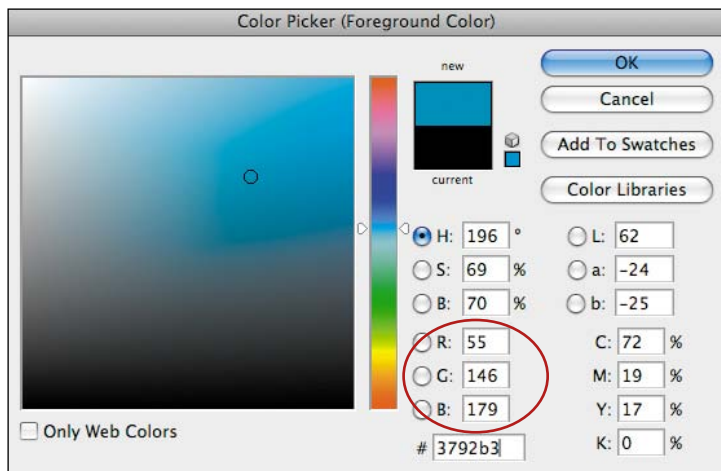 Color Picker (Foreground Color)
new
current
OK
Cancel
Add To Swatches
Color Libraries
H: 196 °
S: 69 %
B: 70 %
R: 55
G: 146
B: 179
# 3792b3
L: 62
a: -24
b: -25
C: 72 %
M: 19 %
Y: 17 %
K: 0 %
Only Web Colors